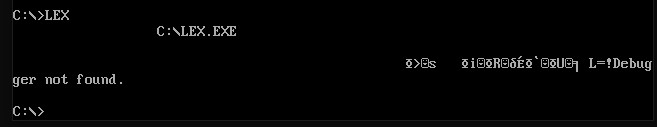 C:\>LEX
C:\LEX.EXE
L=!Debug
ger not found.
C:\>